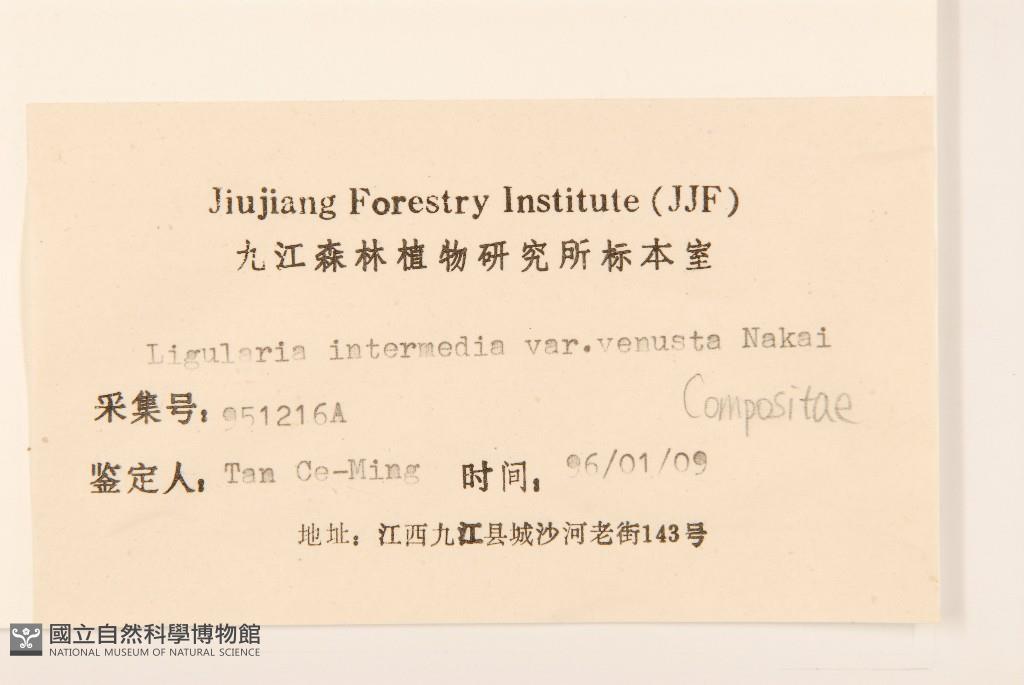 Jiujiang Forestry Institute (JJF)
九江森林植物研究所标本室
Ligularia intermedia var.venusta Nakai
Compositae
采集号: 951216A
鉴定人: Tan Ce-Ming 时间: 96/01/09
地址: 江西九江县城沙河老街143号
國立自然科學博物館
NATIONAL MUSEUM OF NATURAL SCIENCE